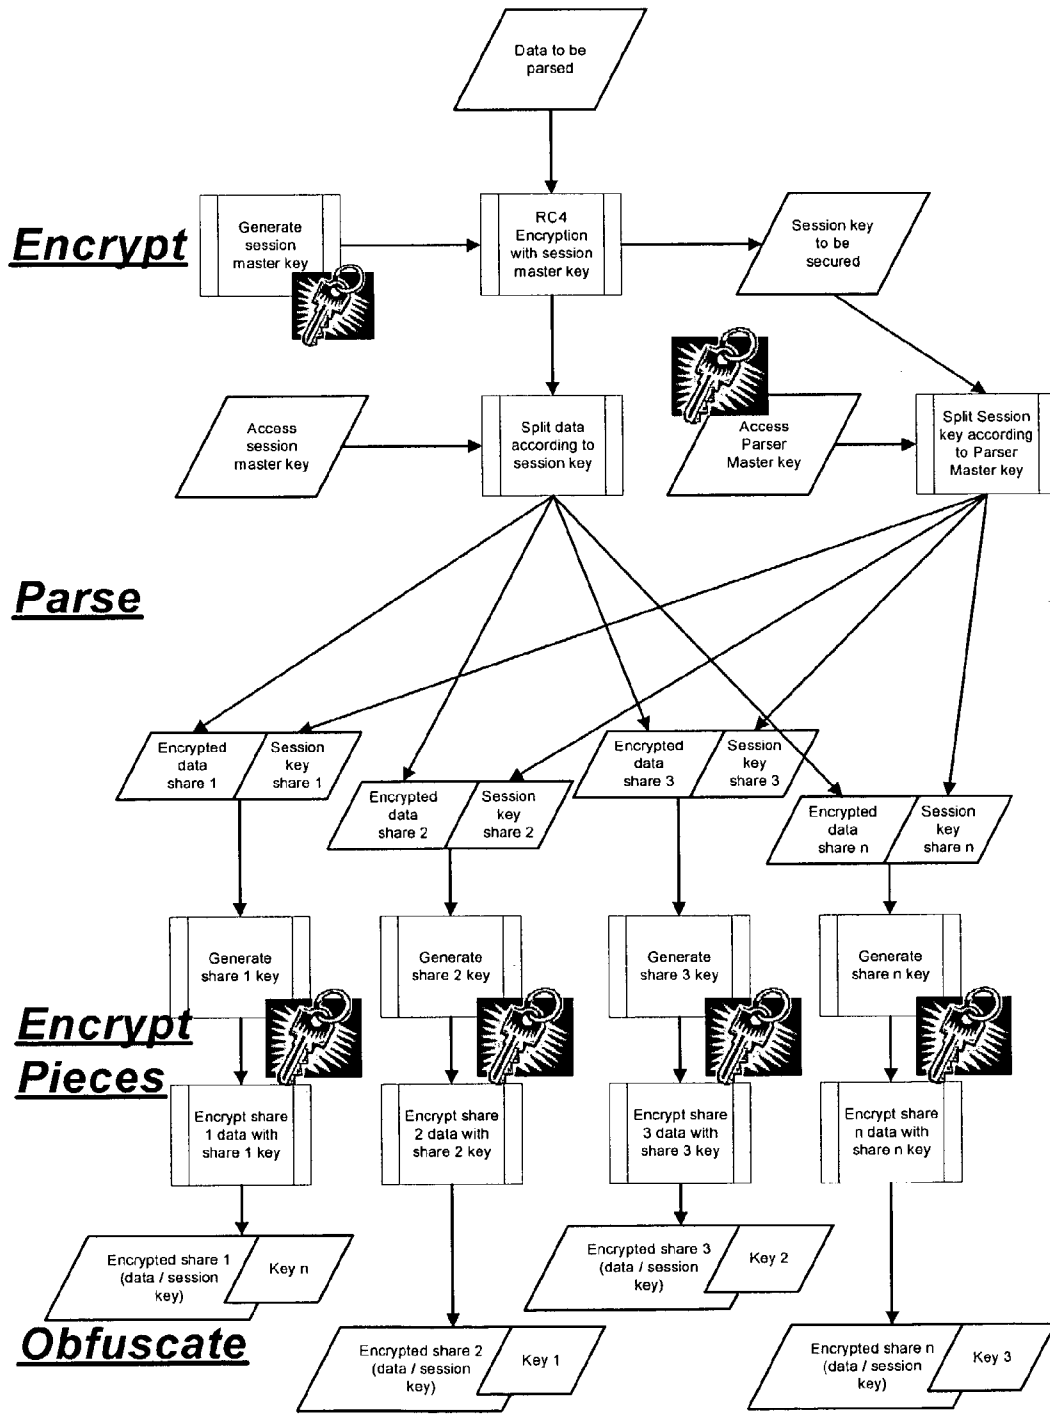 Data to be
parsed
Encrypt
Generate
session
master key
RC4
Encryption
with session
master key
Session key
to be
secured
Access
session
master key
Split data
according to
session key
Access
Parser
Master key
Split Session
key according
to Parser
Master key
Parse
Encrypted
data
share 1
Session
key
share 1
Encrypted
data
share 2
Session
key
share 2
Encrypted
data
share 3
Session
key
share 3
Encrypted
data
share n
Session
key
share n
Generate
share 1 key
Generate
share 2 key
Generate
share 3 key
Generate
share n key
Encrypt
Pieces
Encrypt share
1 data with
share 1 key
Encrypt share
2 data with
share 2 key
Encrypt share
3 data with
share 3 key
Encrypt share
n data with
share n key
Encrypted share 1
(data / session
key)
Key n
Encrypted share 3
(data / session
key)
Key 2
Obfuscate
Encrypted share 2
(data / session
key)
Key 1
Encrypted share n
(data / session
key)
Key 3